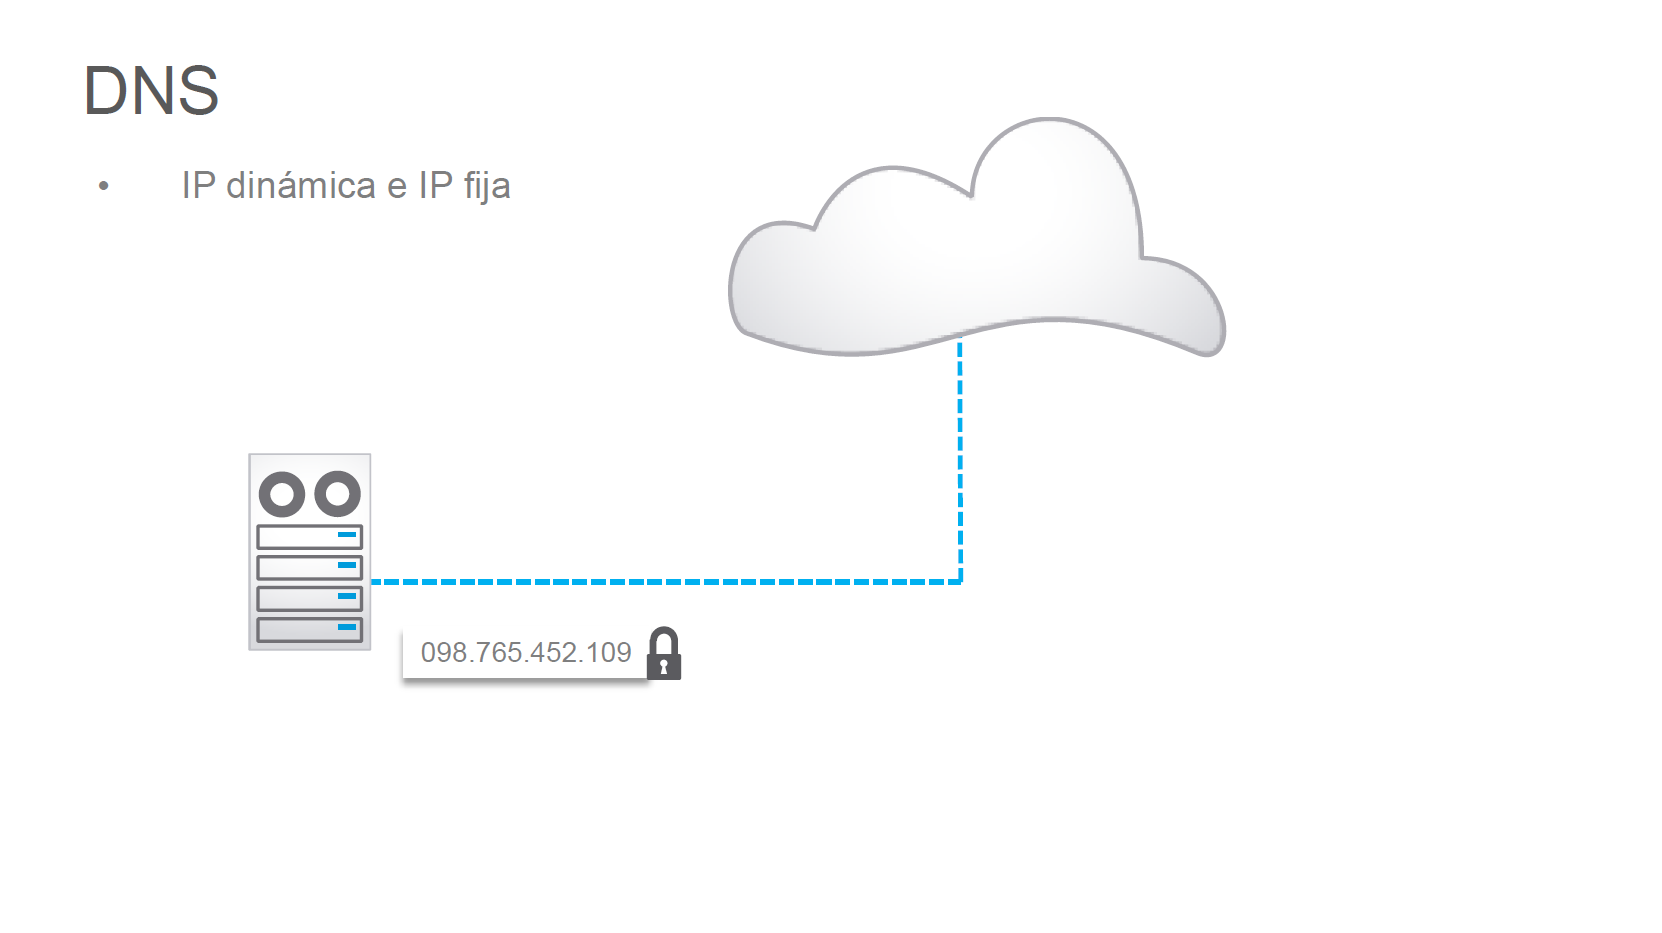 DNS
• IP dinámica e IP fija
098.765.452.109